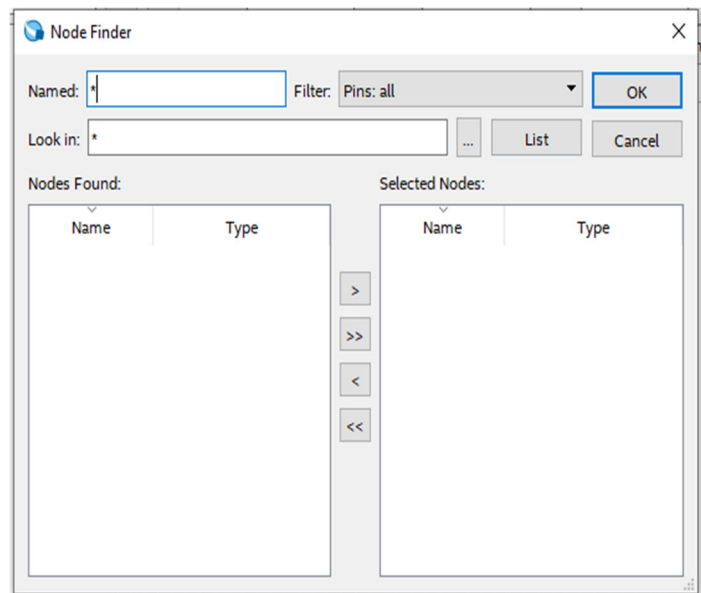 Node Finder
Named: * Filter: Pins: all OK
Look in: * ... List Cancel
Nodes Found: Selected Nodes:
Name Type Name Type
>
>>
<
<<